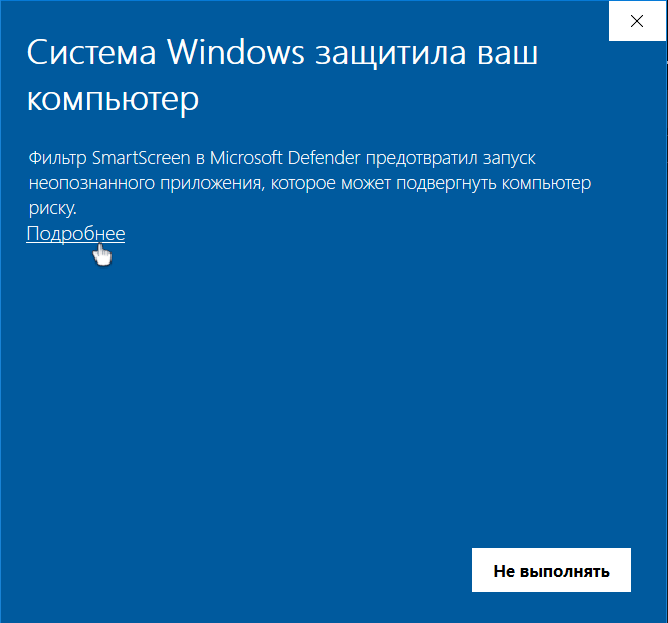 Система Windows защитила ваш
компьютер
Фильтр SmartScreen в Microsoft Defender предотвратил запуск
неопознанного приложения, которое может подвергнуть компьютер
риску.
Подробнее
Не выполнять